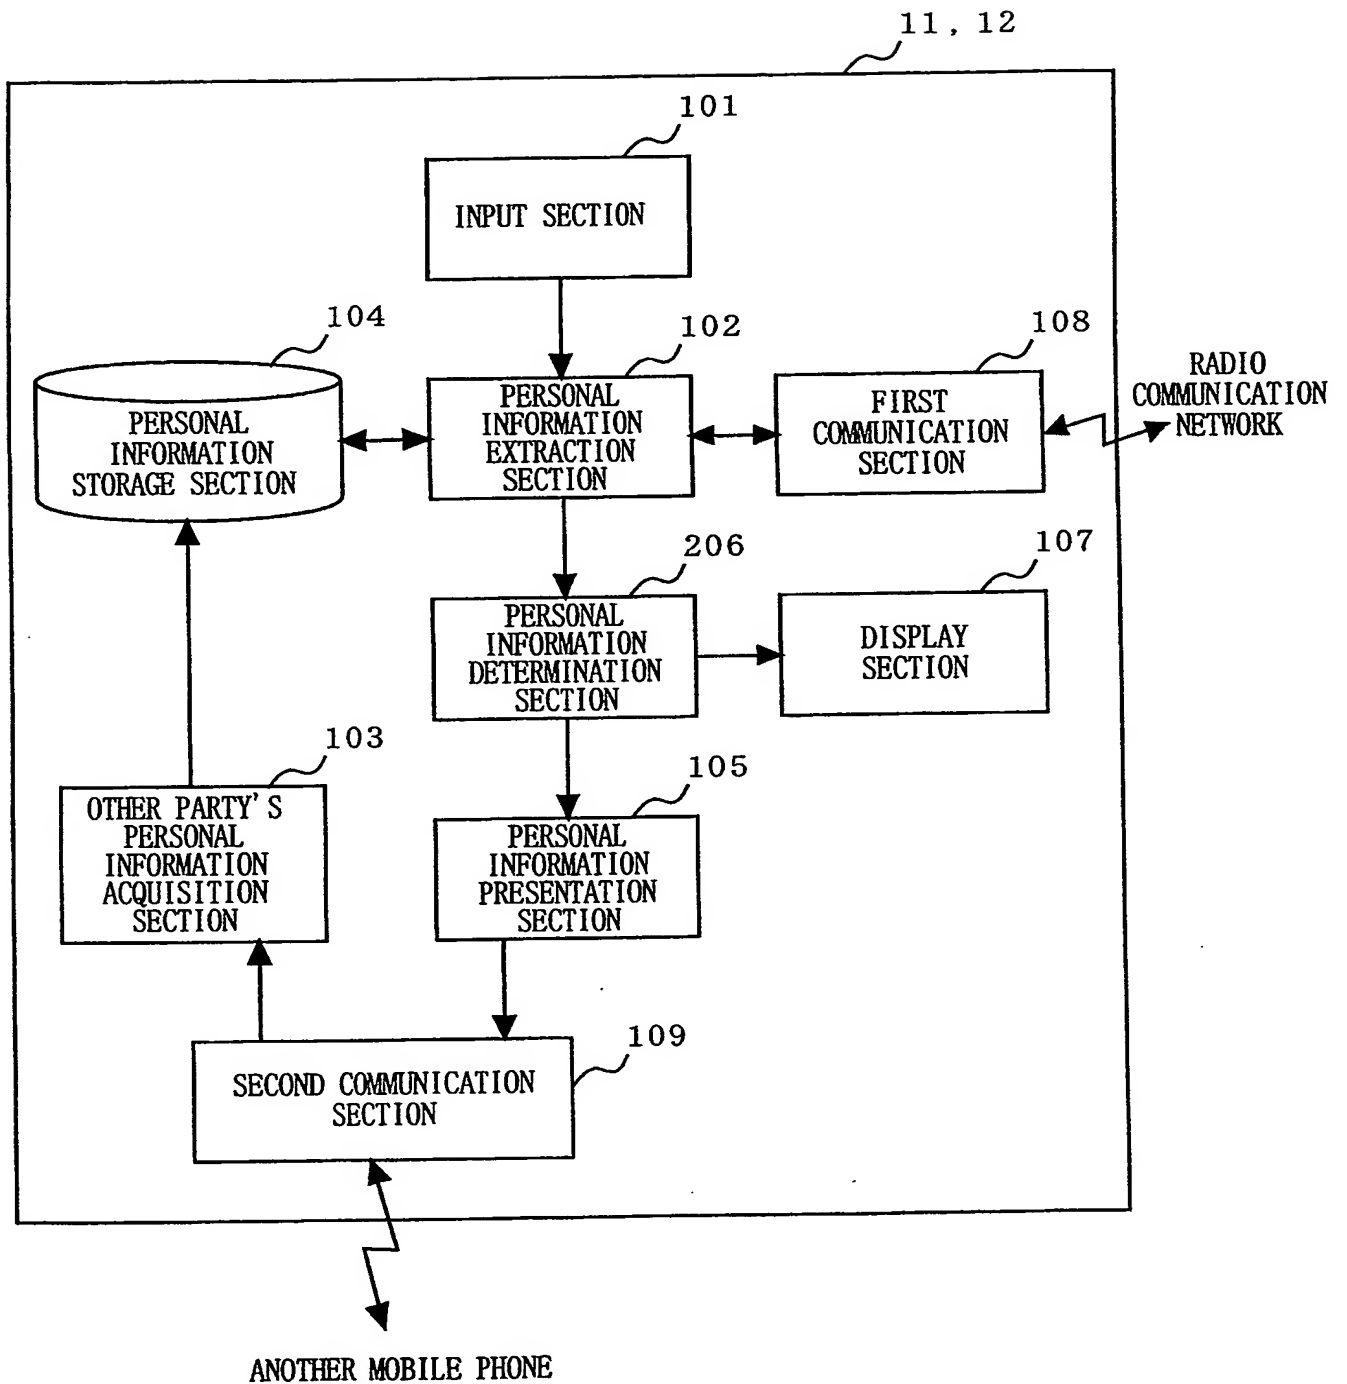 11, 12
101
INPUT SECTION
104
102
108
PERSONAL
INFORMATION
STORAGE SECTION
PERSONAL
INFORMATION
EXTRACTION
SECTION
FIRST
COMMUNICATION
SECTION
RADIO
COMMUNICATION
NETWORK
206
107
PERSONAL
INFORMATION
DETERMINATION
SECTION
DISPLAY
SECTION
103
105
OTHER PARTY'S
PERSONAL
INFORMATION
ACQUISITION
SECTION
PERSONAL
INFORMATION
PRESENTATION
SECTION
109
SECOND COMMUNICATION
SECTION
ANOTHER MOBILE PHONE